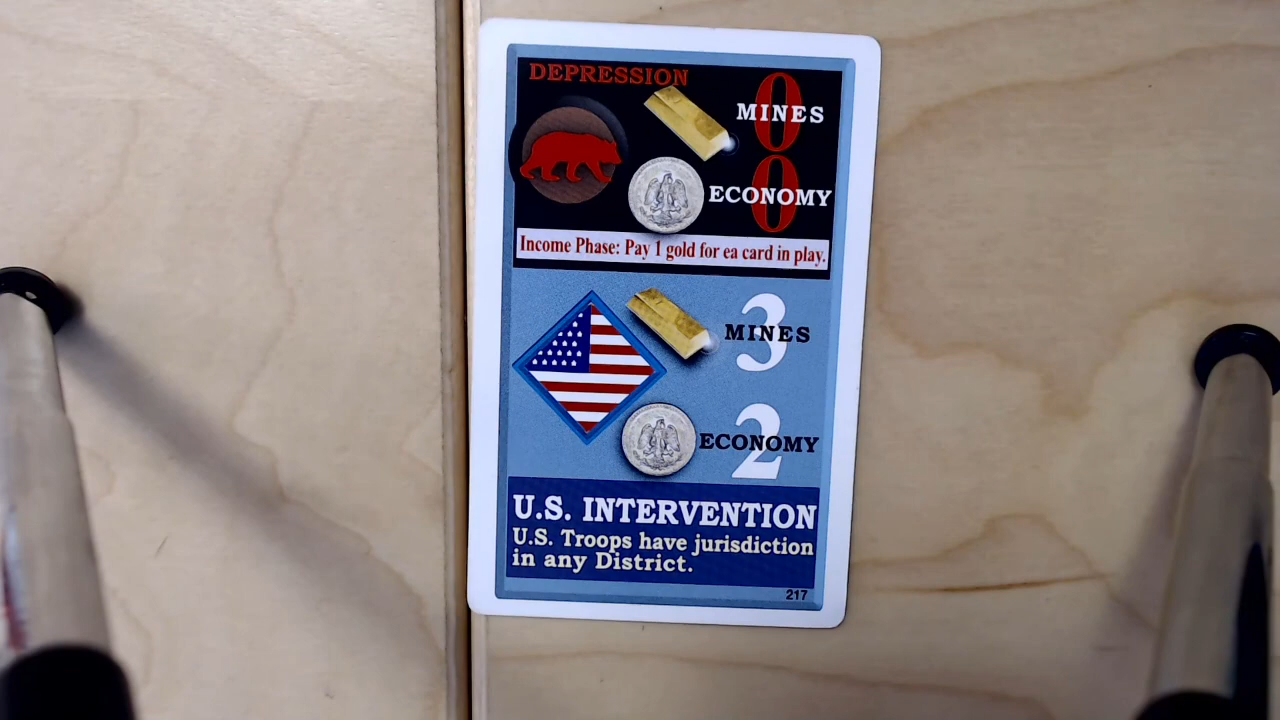 DEPRESSION
MINES 0
ECONOMY 0
Income Phase: Pay 1 gold for ea card in play.
MINES 3
ECONOMY 2
U.S. INTERVENTION
U.S. Troops have jurisdiction
in any District.
217